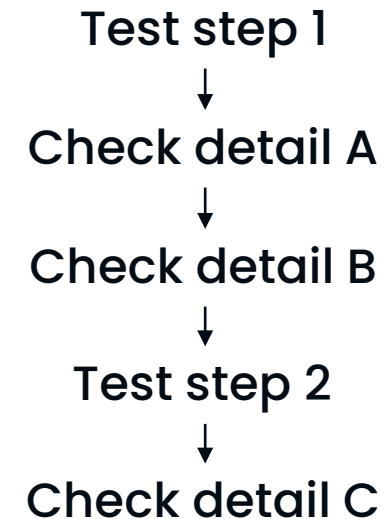 Test step 1
Check detail A
Check detail B
Test step 2
Check detail C